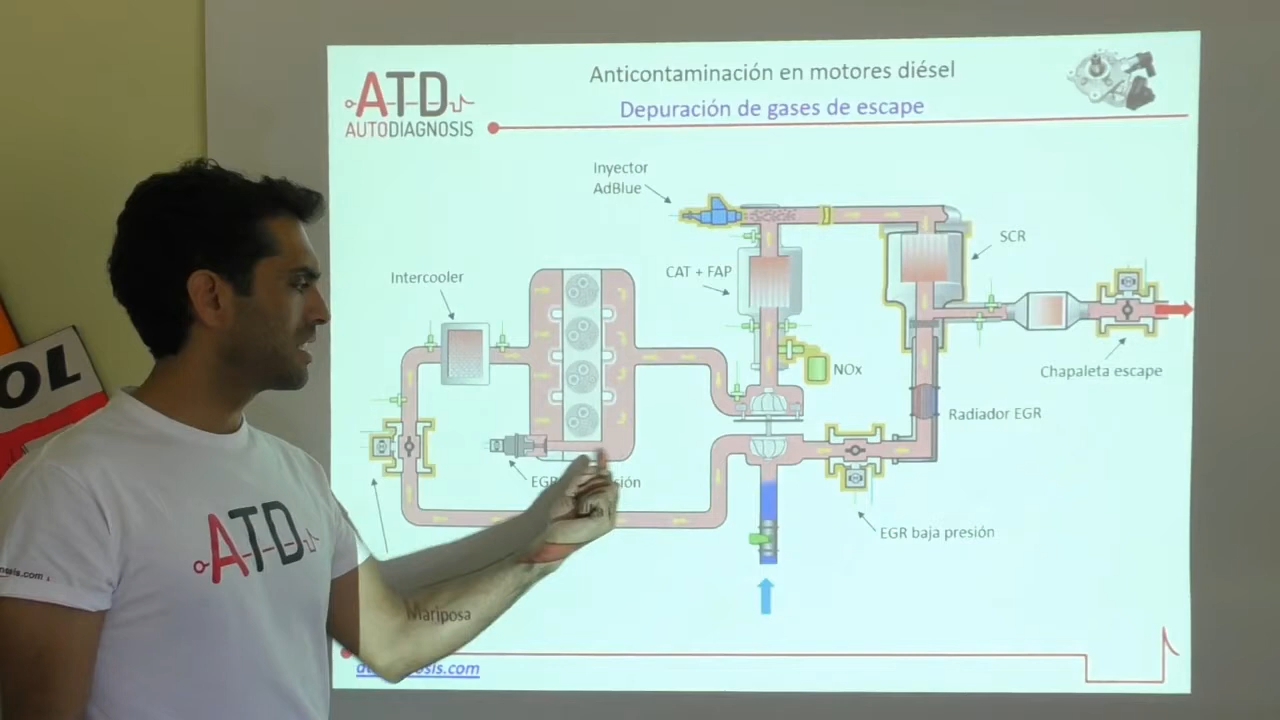 Anticontaminación en motores diésel
Depuración de gases de escape
ATD
AUTODIAGNOSIS
Inyector
AdBlue
SCR
CAT + FAP
Intercooler
NOx
Chapaleta escape
Radiador EGR
EGR baja presión
OL
ATD
Mariposa